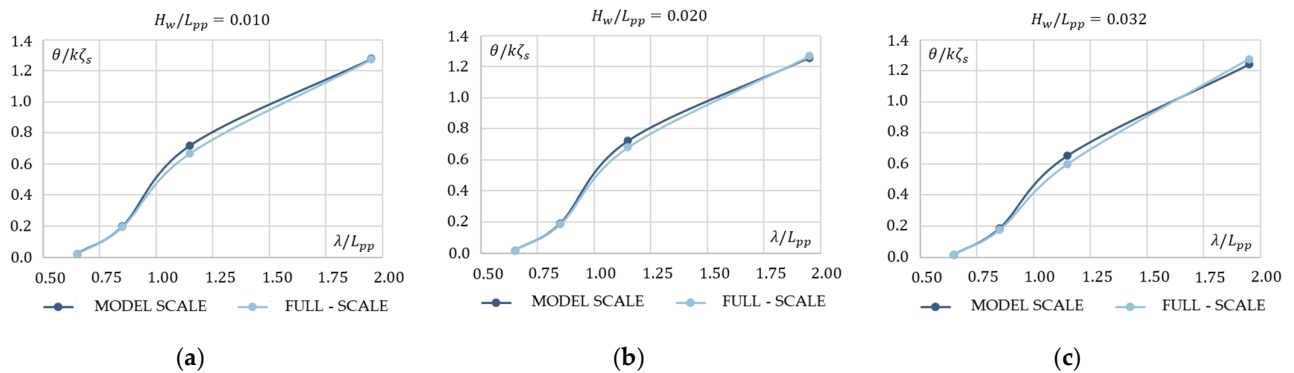 H_w/L_pp = 0.010
1.4
θ/kζ_s
1.2
1.0
0.8
0.6
0.4
0.2
λ/L_pp
0.0
0.50 0.75 1.00 1.25 1.50 1.75 2.00
MODEL SCALE FULL - SCALE
(a)
H_w/L_pp = 0.020
1.4
θ/kζ_s
1.2
1.0
0.8
0.6
0.4
0.2
λ/L_pp
0.0
0.50 0.75 1.00 1.25 1.50 1.75 2.00
MODEL SCALE FULL - SCALE
(b)
H_w/L_pp = 0.032
1.4
θ/kζ_s
1.2
1.0
0.8
0.6
0.4
0.2
λ/L_pp
0.0
0.50 0.75 1.00 1.25 1.50 1.75 2.00
MODEL SCALE FULL - SCALE
(c)